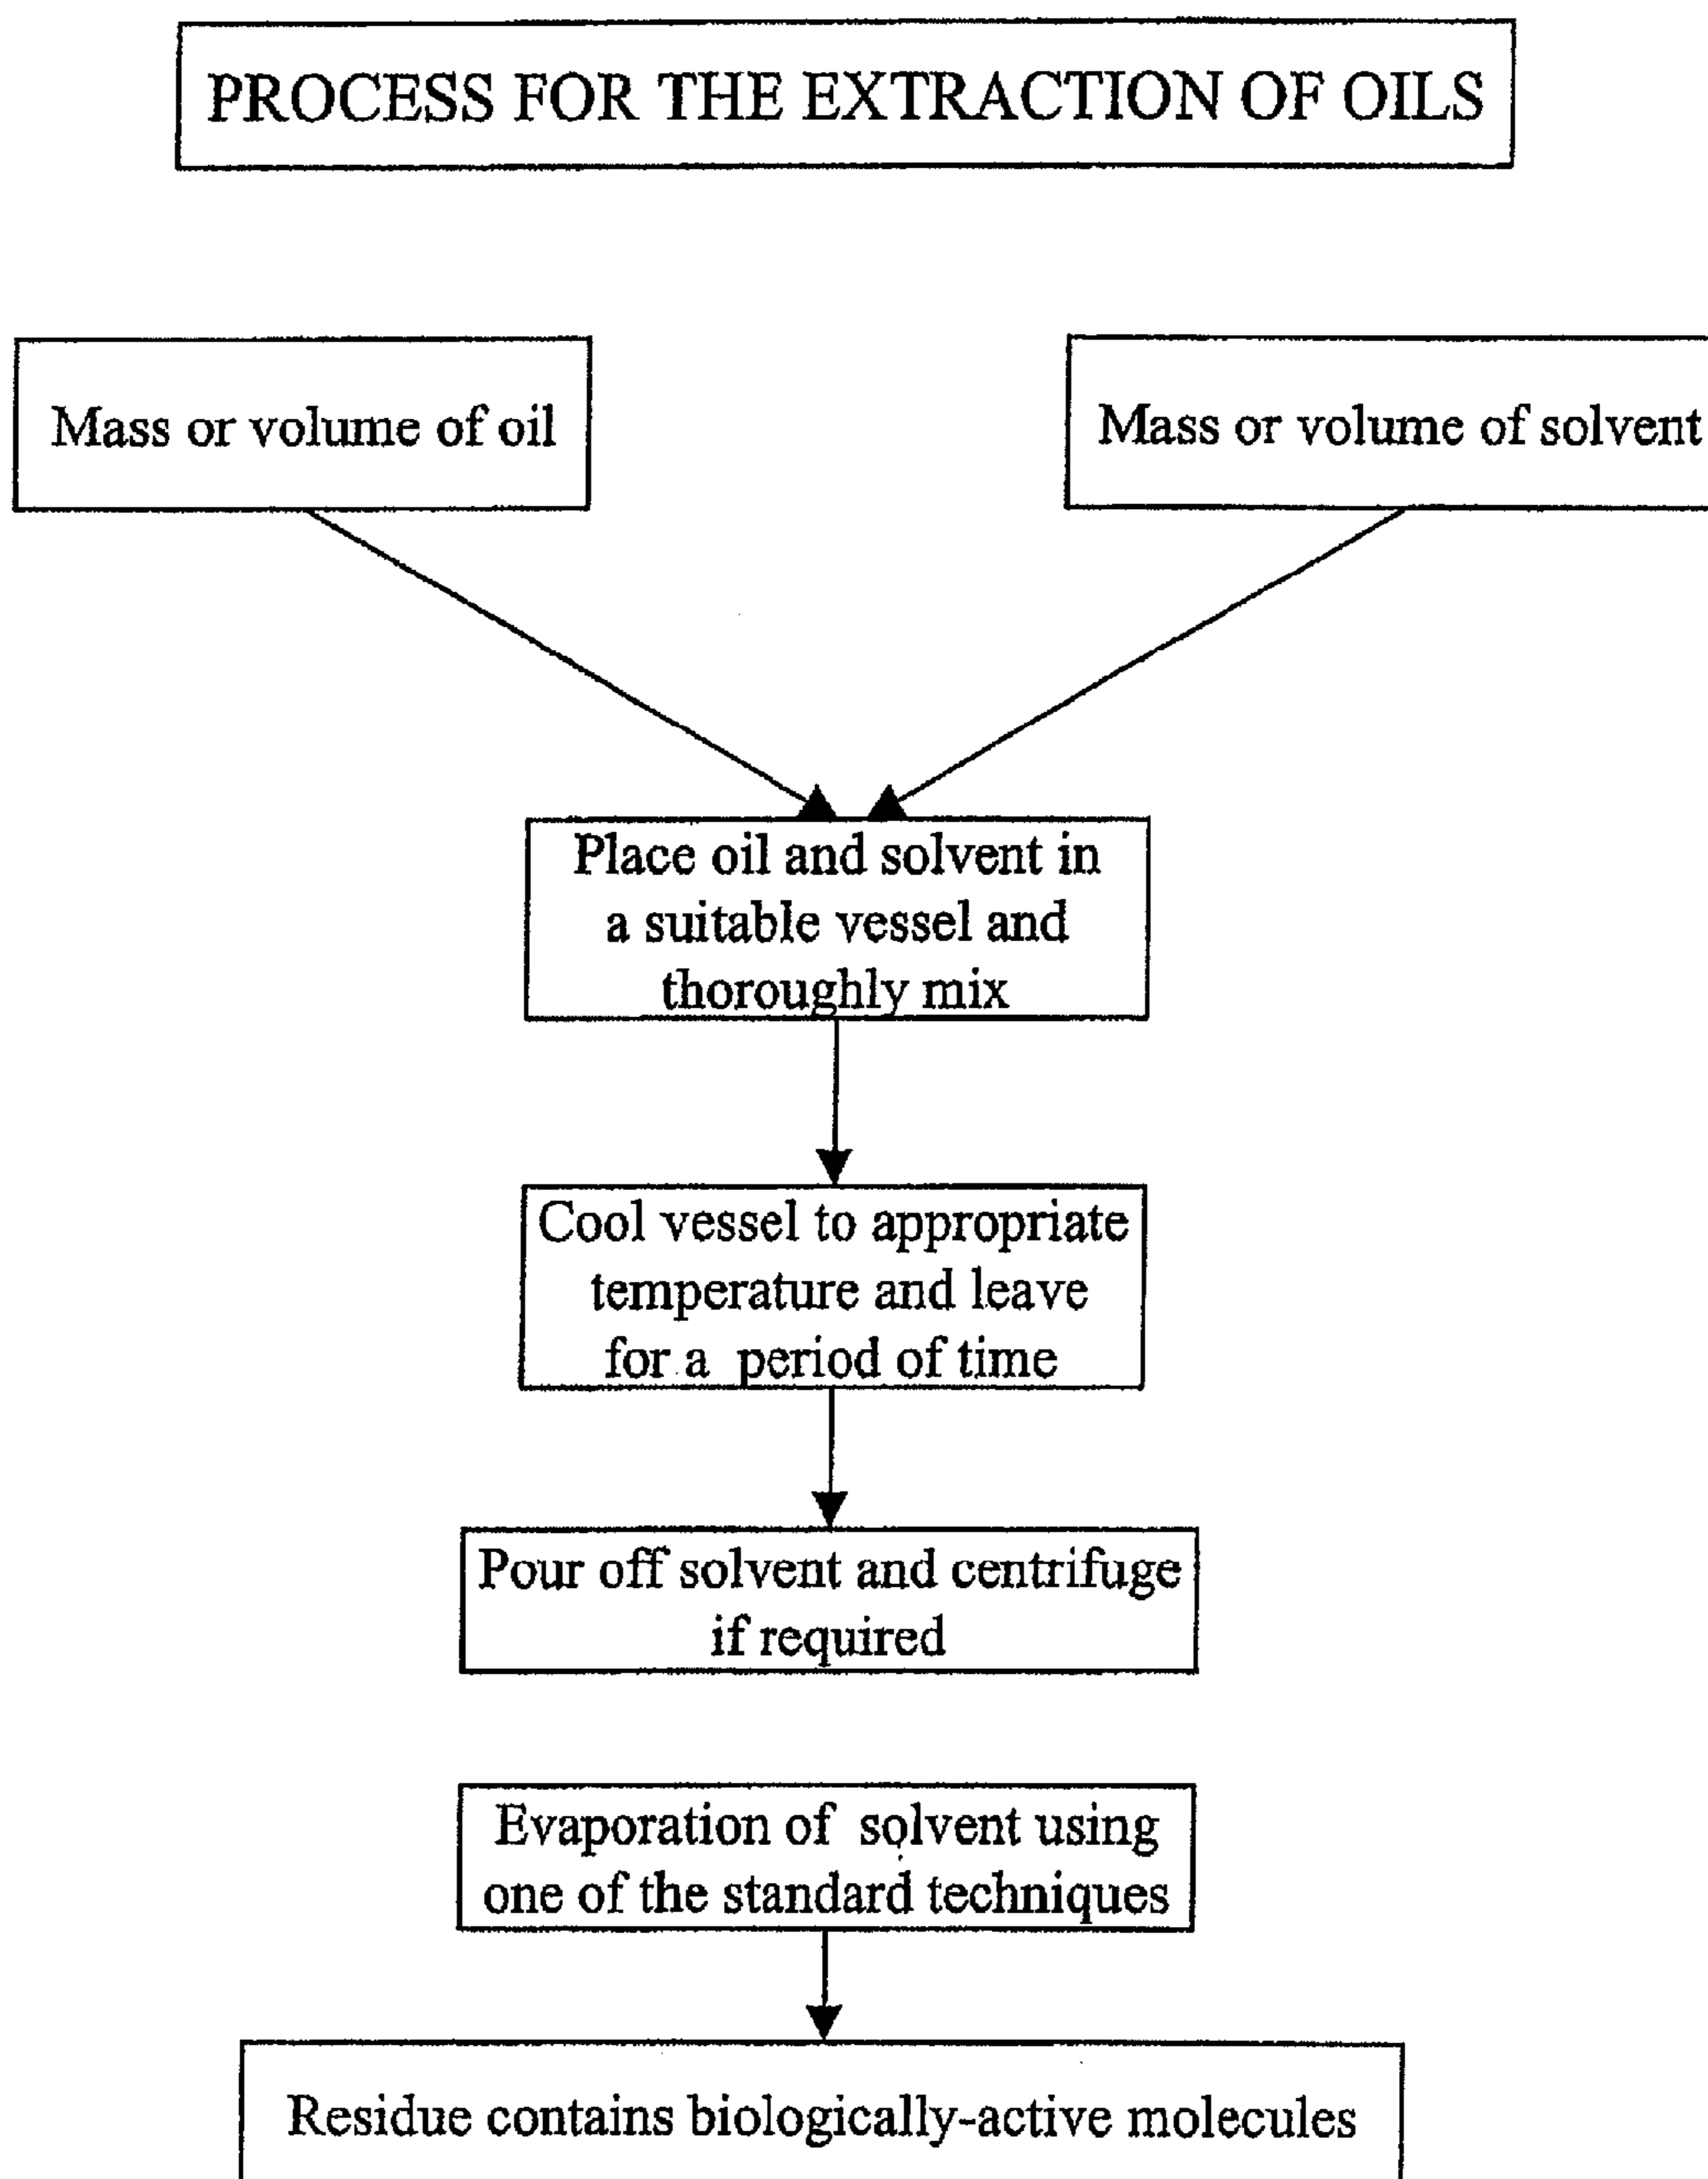 PROCESS FOR THE EXTRACTION OF OILS
Mass or volume of oil
Mass or volume of solvent
Place oil and solvent in
a suitable vessel and
thoroughly mix
Cool vessel to appropriate
temperature and leave
for a period of time
Pour off solvent and centrifuge
if required
Evaporation of solvent using
one of the standard techniques
Residue contains biologically-active molecules